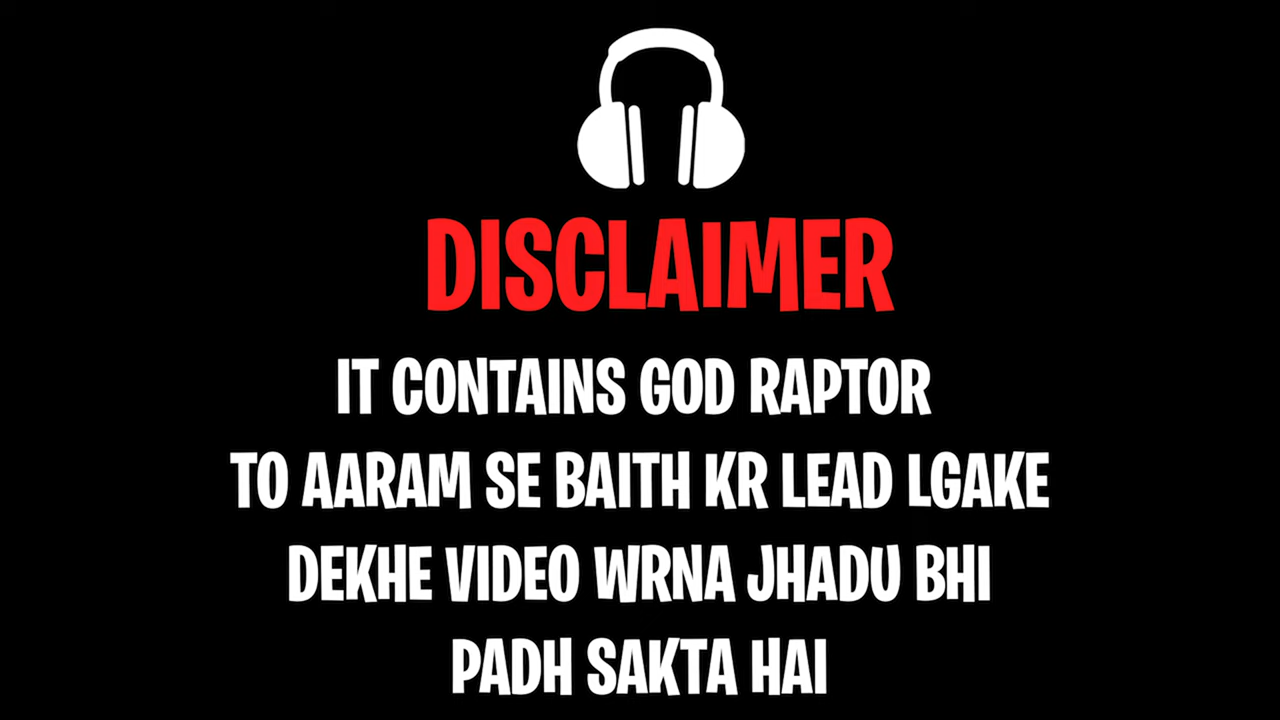 DISCLAIMER
IT CONTAINS GOD RAPTOR
TO AARAM SE BAITH KR LEAD LGAKE
DEKHE VIDEO WRNA JHADU BHI
PADH SAKTA HAI